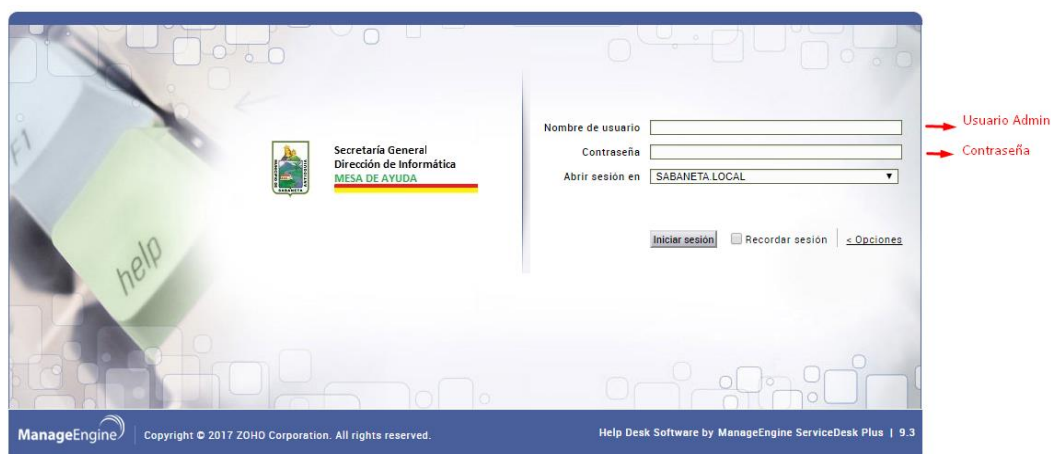 F1
help
SABANETA
Secretaría General
Dirección de Informática
MESA DE AYUDA
Nombre de usuario
Usuario Admin
Contraseña
Contraseña
Abrir sesión en SABANETA.LOCAL
Iniciar sesión Recordar sesión < Opciones
ManageEngine Copyright © 2017 ZOHO Corporation. All rights reserved.
Help Desk Software by ManageEngine ServiceDesk Plus | 9.3